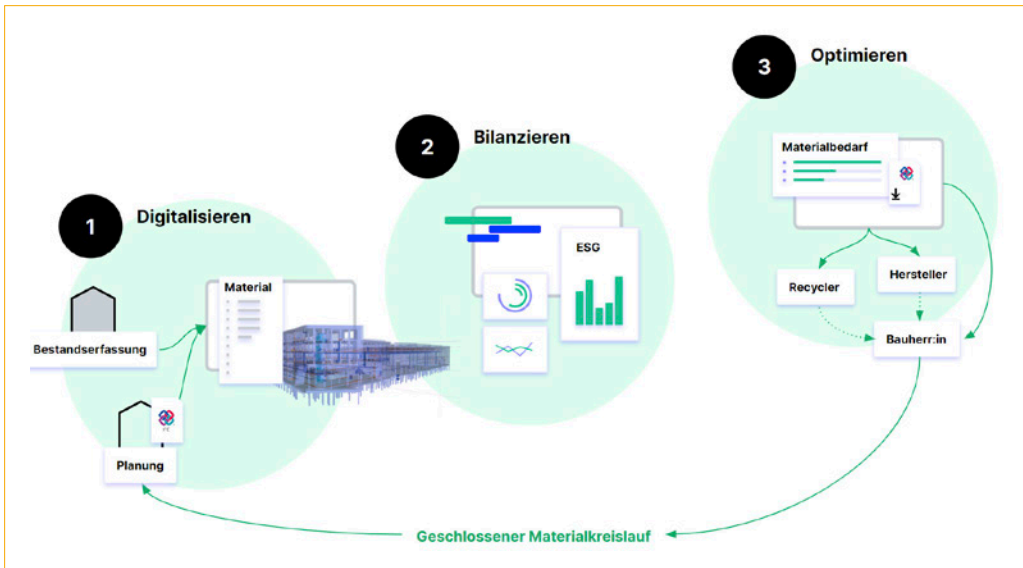 1
Digitalisieren
Bestandserfassung
Material
Planung
2
Bilanzieren
ESG
3
Optimieren
Materialbedarf
Recycler
Hersteller
Bauherr:in
Geschlossener Materialkreislauf